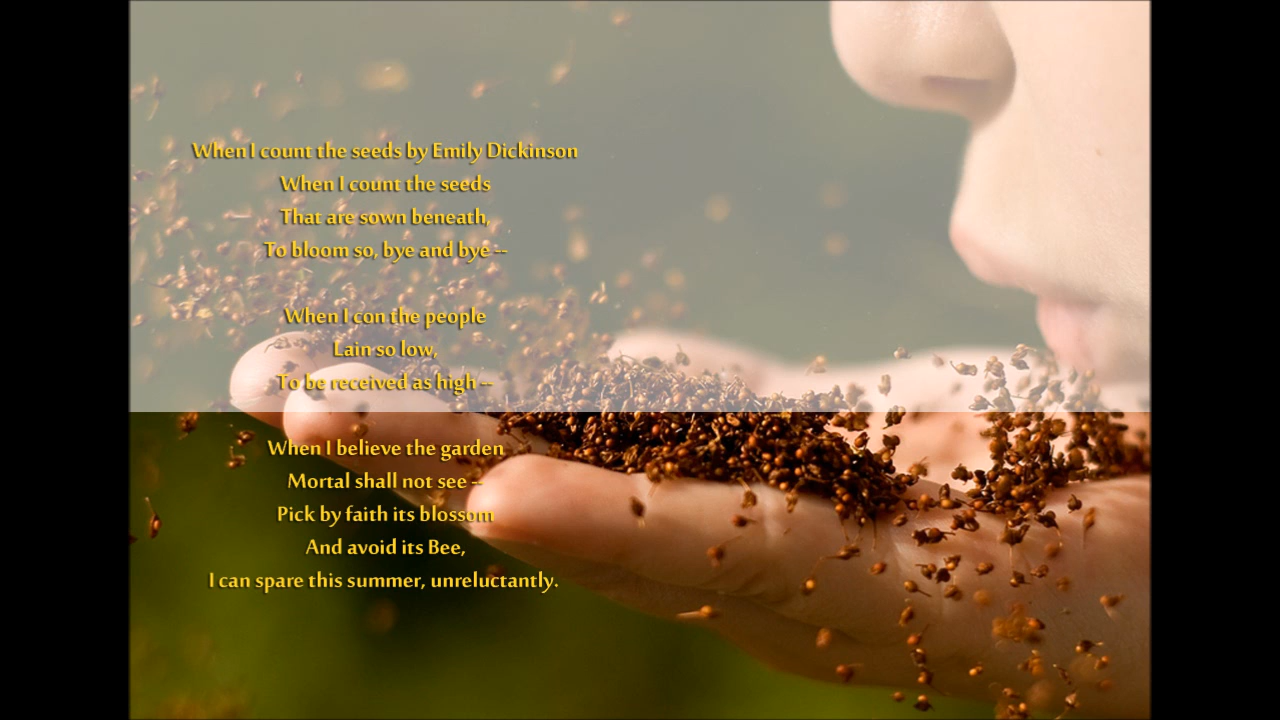 When I count the seeds by Emily Dickinson
When I count the seeds
That are sown beneath,
To bloom so, bye and bye --
When I con the people
Lain so low,
To be received as high --
When I believe the garden
Mortal shall not see --
Pick by faith its blossom
And avoid its Bee,
I can spare this summer, unreluctantly.